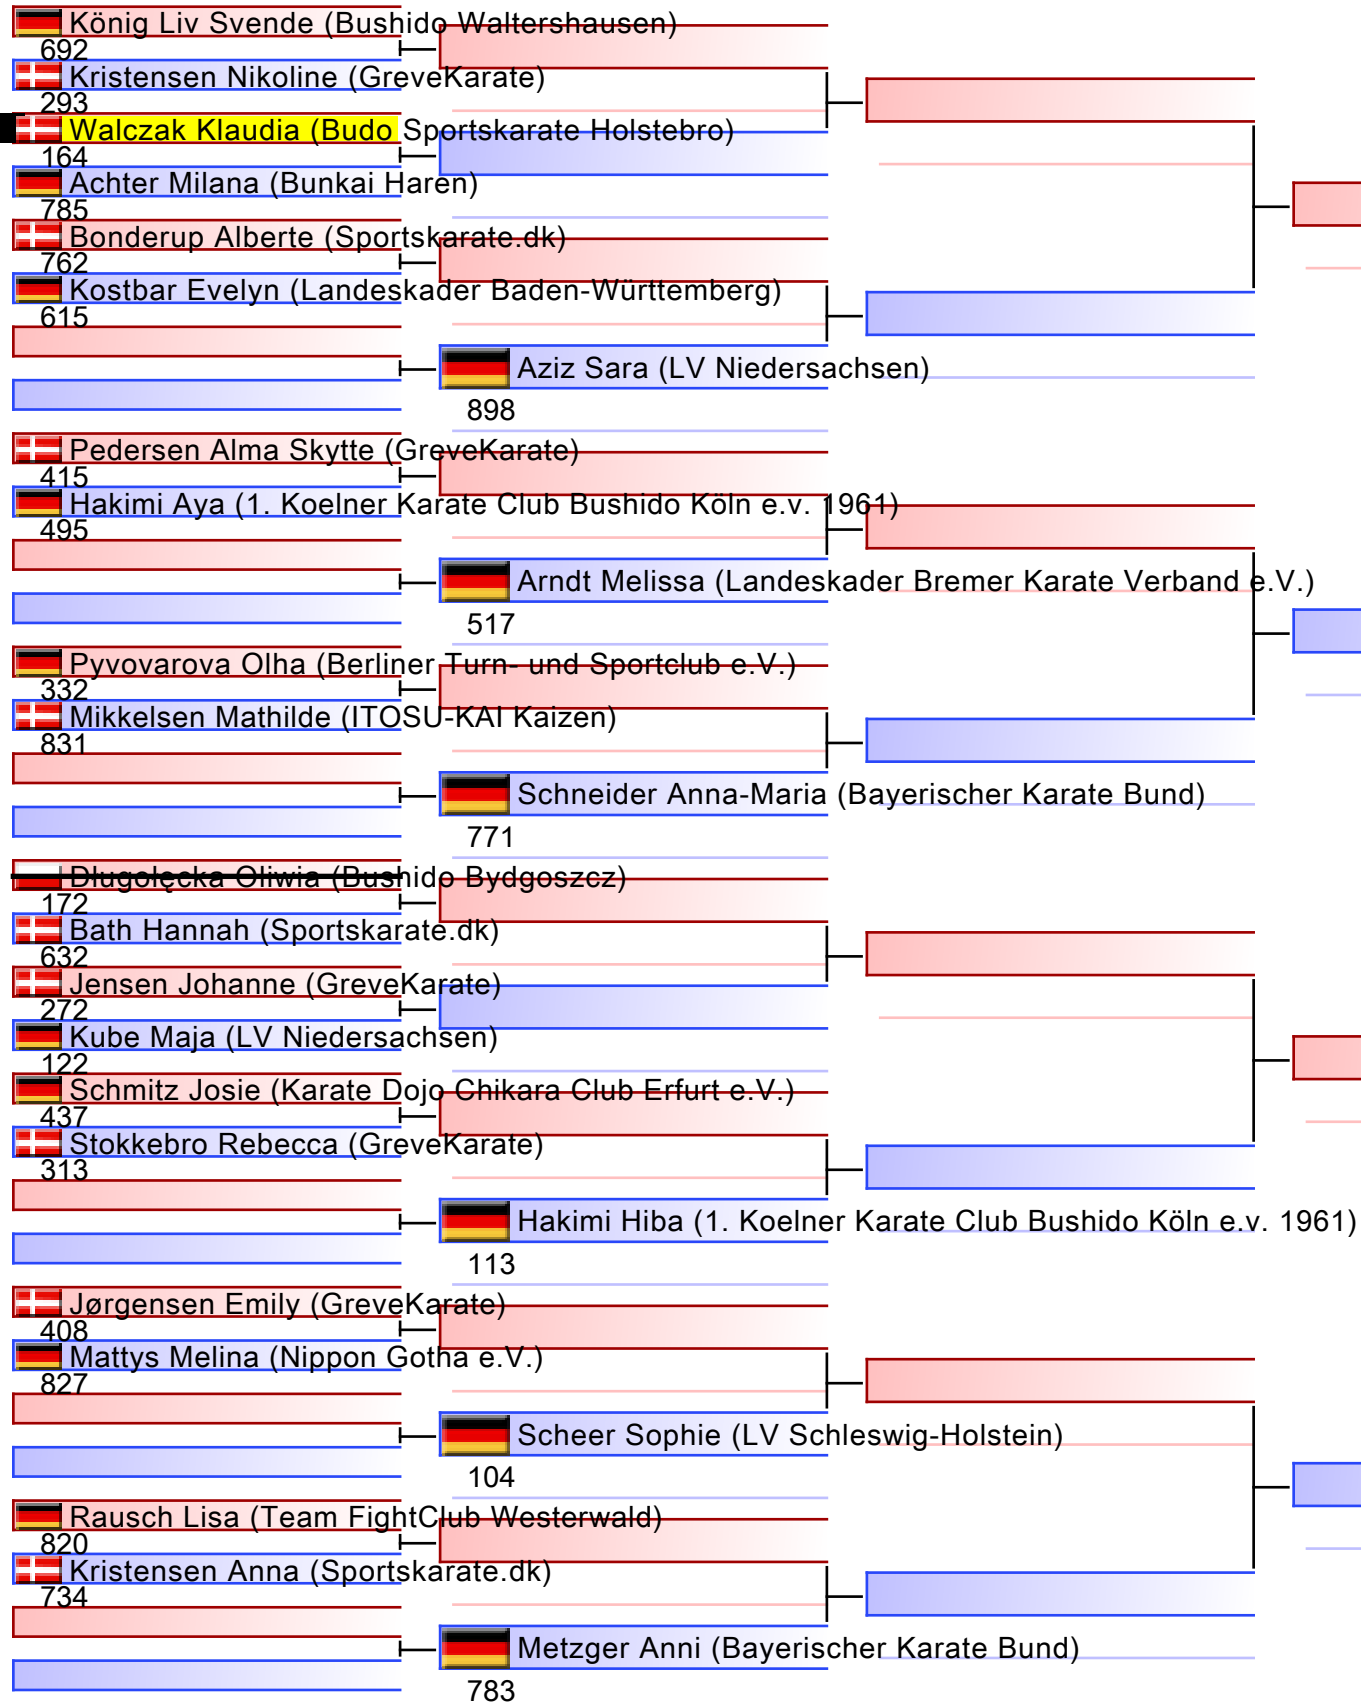 König Liv Svende (Bushido Waltershausen)
692
Kristensen Nikoline (GreveKarate)
293
Walczak Klaudia (Budo Sportskarate Holstebro)
164
Achter Milana (Bunkai Haren)
785
Bonderup Alberte (Sportskarate.dk)
762
Kostbar Evelyn (Landeskader Baden-Württemberg)
615
Aziz Sara (LV Niedersachsen)
898
Pedersen Alma Skytte (GreveKarate)
415
Hakimi Aya (1. Koelner Karate Club Bushido Köln e.v. 1961)
495
Arndt Melissa (Landeskader Bremer Karate Verband e.V.)
517
Pyvovarova Olha (Berliner Turn- und Sportclub e.V.)
332
Mikkelsen Mathilde (ITOSU-KAI Kaizen)
831
Schneider Anna-Maria (Bayerischer Karate Bund)
771
Długołęcka Oliwia (Bushido Bydgoszcz)
172
Bath Hannah (Sportskarate.dk)
632
Jensen Johanne (GreveKarate)
272
Kube Maja (LV Niedersachsen)
122
Schmitz Josie (Karate Dojo Chikara Club Erfurt e.V.)
437
Stokkebro Rebecca (GreveKarate)
313
Hakimi Hiba (1. Koelner Karate Club Bushido Köln e.v. 1961)
113
Jørgensen Emily (GreveKarate)
408
Mattys Melina (Nippon Gotha e.V.)
827
Scheer Sophie (LV Schleswig-Holstein)
104
Rausch Lisa (Team FightClub Westerwald)
820
Kristensen Anna (Sportskarate.dk)
734
Metzger Anni (Bayerischer Karate Bund)
783